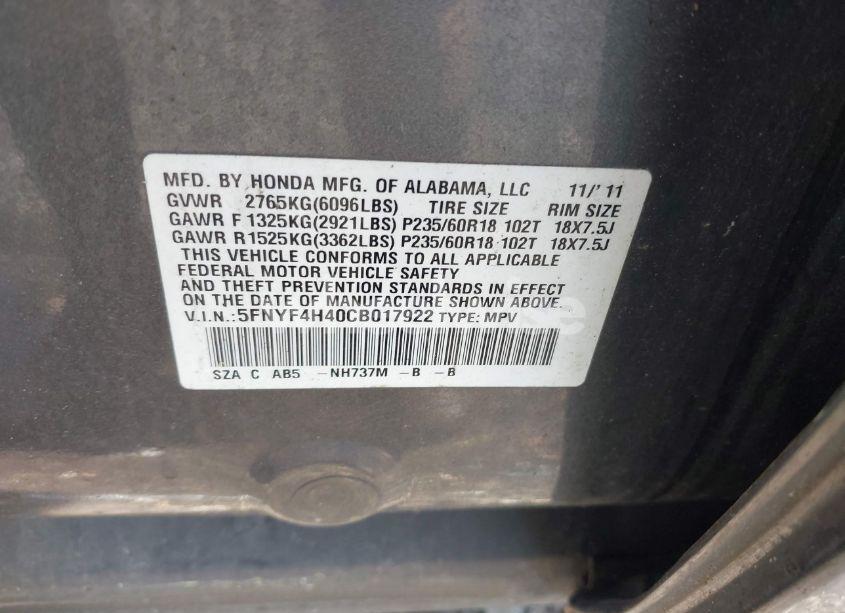 MFD. BY HONDA MFG. OF ALABAMA, LLC 11/' 11
GVWR 2765KG(6096LBS) TIRE SIZE RIM SIZE
GAWR F 1325KG(2921LBS) P235/60R18 102T 18X7.5J
GAWR R1525KG(3362LBS) P235/60R18 102T 18X7.5J
THIS VEHICLE CONFORMS TO ALL APPLICABLE
FEDERAL MOTOR VEHICLE SAFETY
AND THEFT PREVENTION STANDARDS IN EFFECT
ON THE DATE OF MANUFACTURE SHOWN ABOVE.
V.I.N.:5FNYF4H40CB017922 TYPE: MPV
SZA C AB5 -NH737M -B -B